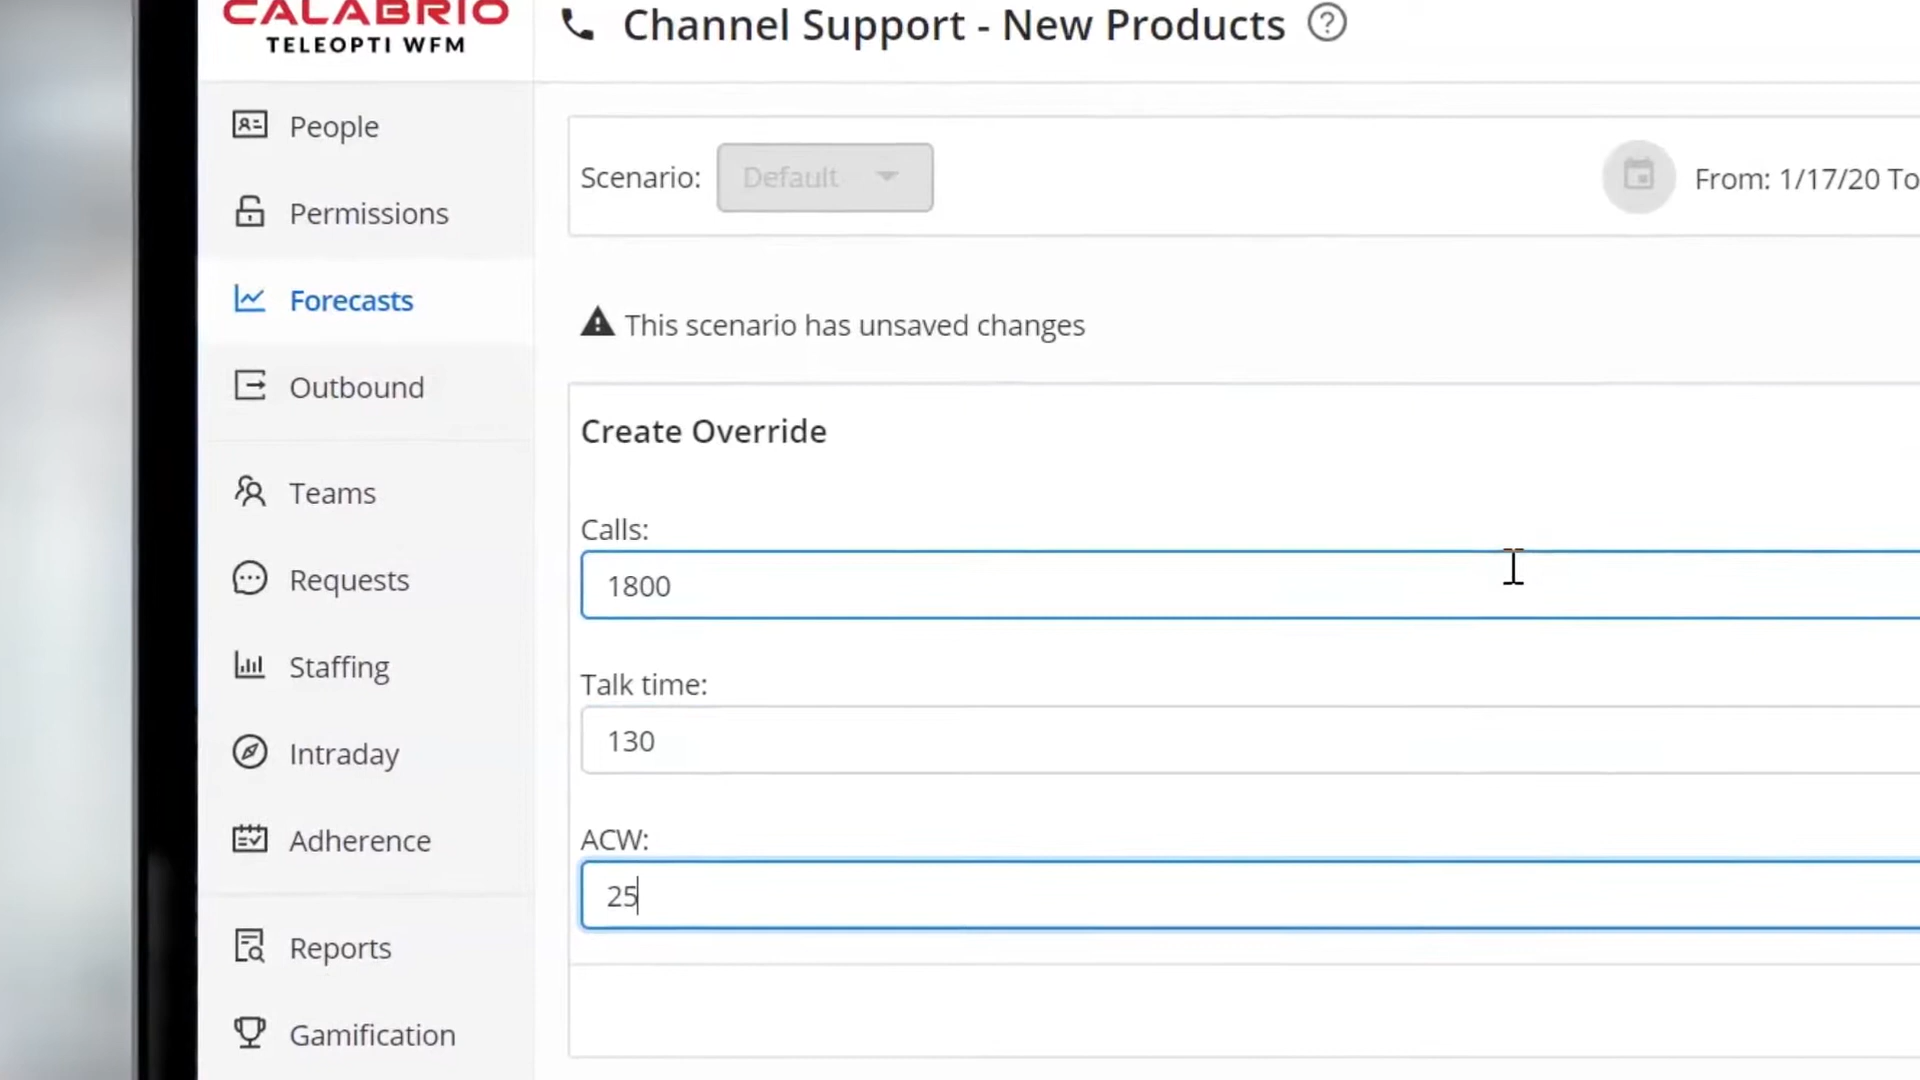 CALABRIO
TELEOPTI WFM
Channel Support - New Products
People
Permissions
Forecasts
Outbound
Teams
Requests
Staffing
Intraday
Adherence
Reports
Gamification
Scenario:
Default
From: 1/17/20 To
This scenario has unsaved changes
Create Override
Calls:
1800
Talk time:
130
ACW:
25